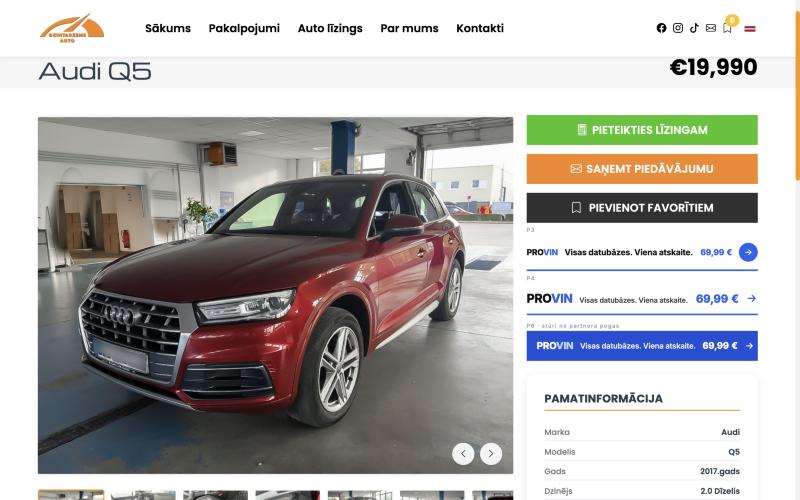 DZINTARZEME
AUTO
Sākums
Pakalpojumi
Auto līzings
Par mums
Kontakti
0
Audi Q5
€19,990
PIETEIKTIES LĪZINGAM
SAŅEMT PIEDĀVĀJUMU
PIEVIENOT FAVORĪTIEM
P3
PROVIN Visas datubāzes. Viena atskaite. 69,99 €
P4
PROVIN Visas datubāzes. Viena atskaite. 69,99 €
P6 · stūri no partnera pogas
PROVIN Visas datubāzes. Viena atskaite. 69,99 €
PAMATINFORMĀCIJA
Marka Audi
Modelis Q5
Gads 2017.gads
Dzinējs 2.0 Dīzelis